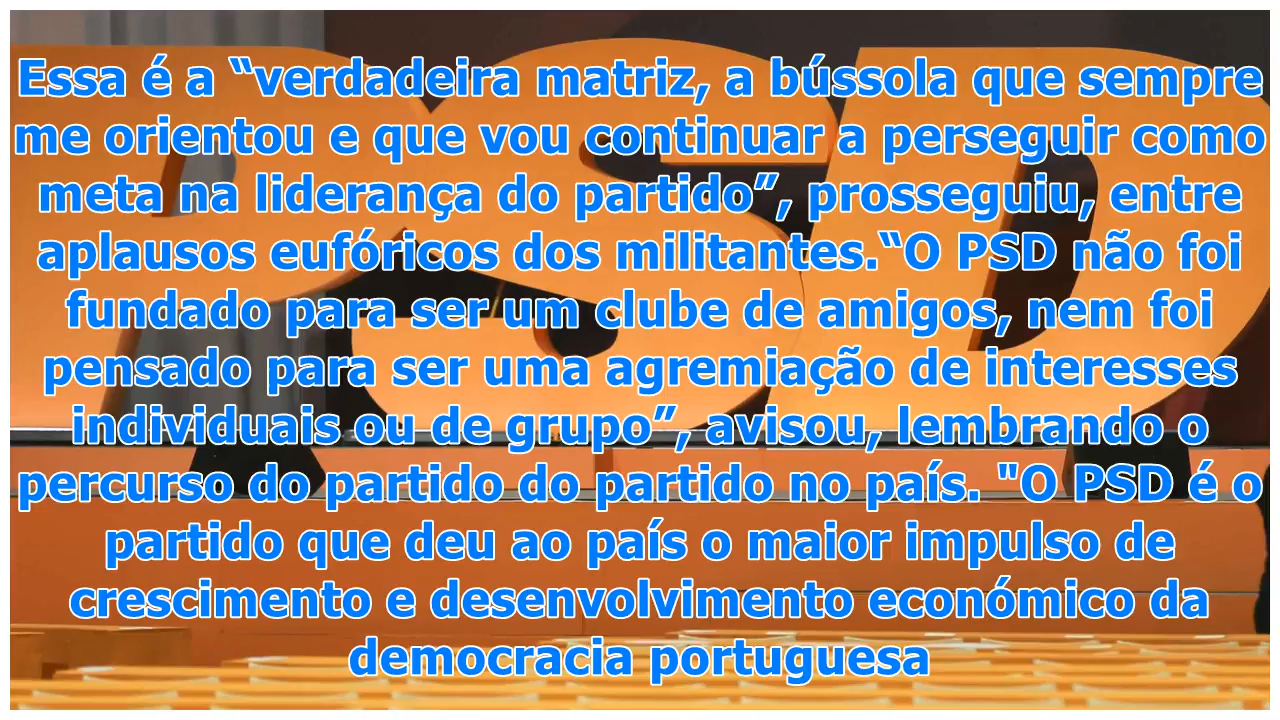 PSD
Essa é a “verdadeira matriz, a bússola que sempre
me orientou e que vou continuar a perseguir como
meta na liderança do partido”, prosseguiu, entre
aplausos eufóricos dos militantes.“O PSD não foi
fundado para ser um clube de amigos, nem foi
pensado para ser uma agremiação de interesses
individuais ou de grupo”, avisou, lembrando o
percurso do partido do partido no país. "O PSD é o
partido que deu ao país o maior impulso de
crescimento e desenvolvimento económico da
democracia portuguesa